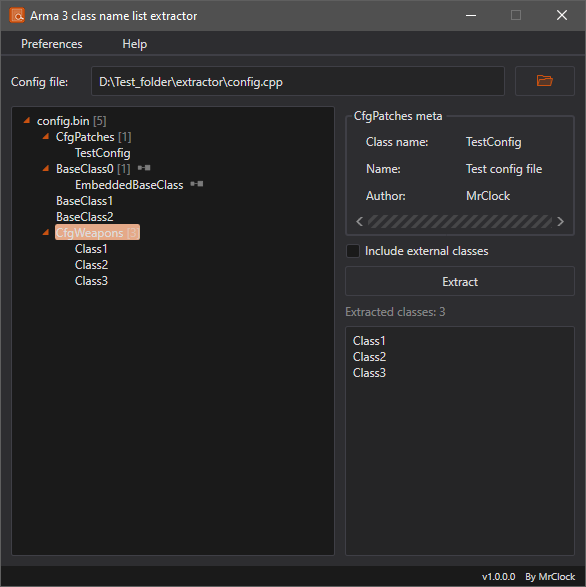 Arma 3 class name list extractor
Preferences Help
Config file: D:\Test_folder\extractor\config.cpp
config.bin [5]
CfgPatches [1]
TestConfig
BaseClass0 [1]
EmbeddedBaseClass
BaseClass1
BaseClass2
CfgWeapons [3]
Class1
Class2
Class3
CfgPatches meta
Class name: TestConfig
Name: Test config file
Author: MrClock
Include external classes
Extract
Extracted classes: 3
Class1
Class2
Class3
v1.0.0.0 By MrClock